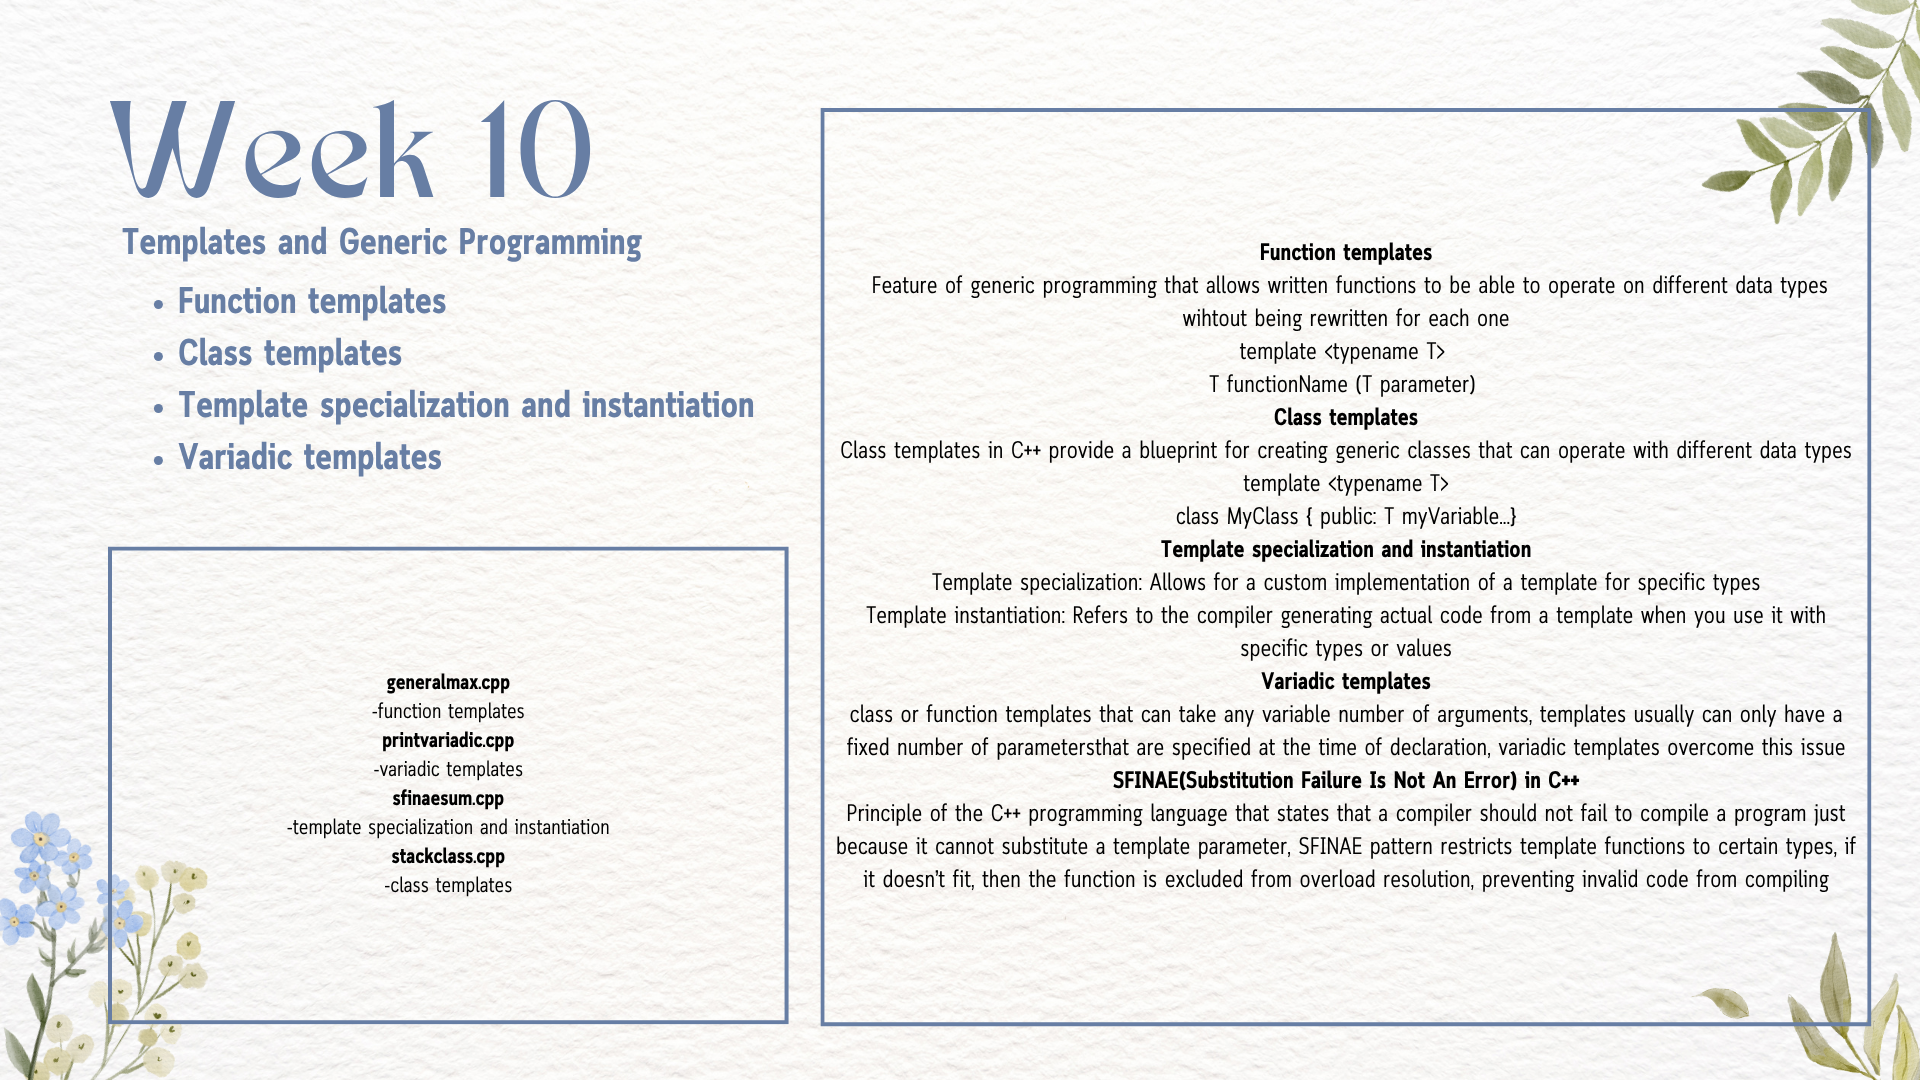 Week 10
Templates and Generic Programming
• Function templates
• Class templates
• Template specialization and instantiation
• Variadic templates
generalmax.cpp
-function templates
printvariadic.cpp
-variadic templates
sfinaesum.cpp
-template specialization and instantiation
stackclass.cpp
-class templates
Function templates
Feature of generic programming that allows written functions to be able to operate on different data types
wihtout being rewritten for each one
template <typename T>
T functionName (T parameter)
Class templates
Class templates in C++ provide a blueprint for creating generic classes that can operate with different data types
template <typename T>
class MyClass { public: T myVariable...}
Template specialization and instantiation
Template specialization: Allows for a custom implementation of a template for specific types
Template instantiation: Refers to the compiler generating actual code from a template when you use it with
specific types or values
Variadic templates
class or function templates that can take any variable number of arguments, templates usually can only have a
fixed number of parametersthat are specified at the time of declaration, variadic templates overcome this issue
SFINAE(Substitution Failure Is Not An Error) in C++
Principle of the C++ programming language that states that a compiler should not fail to compile a program just
because it cannot substitute a template parameter, SFINAE pattern restricts template functions to certain types, if
it doesn't fit, then the function is excluded from overload resolution, preventing invalid code from compiling